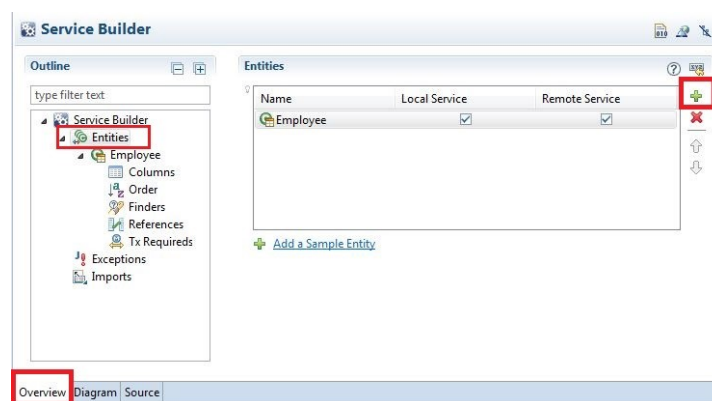 Service Builder
Outline
type filter text
Service Builder
Entities
Employee
Columns
Order
Finders
References
Tx Requireds
Exceptions
Imports
Entities
Name Local Service Remote Service
Employee
Add a Sample Entity
Overview Diagram Source